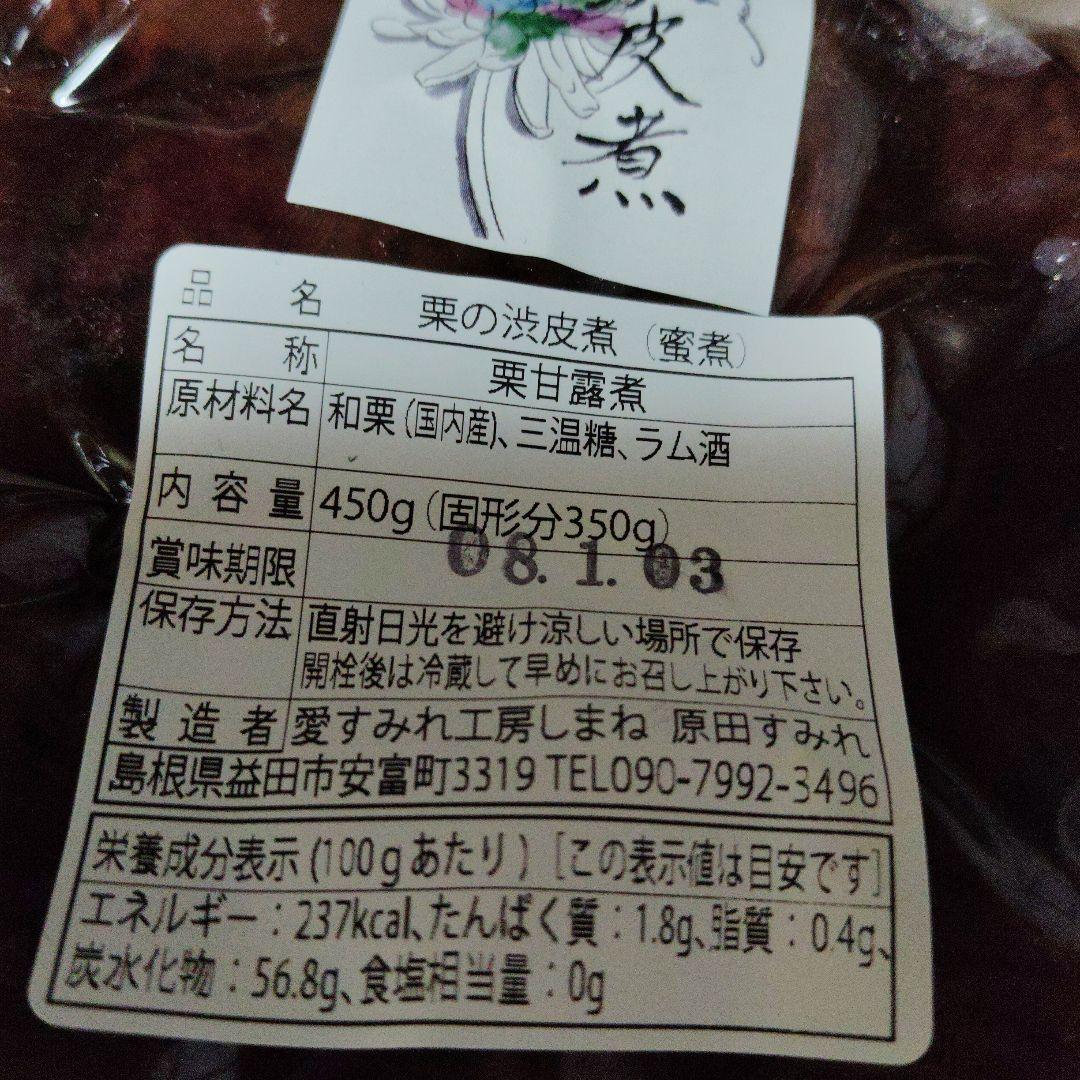 皮煮
品名 栗の渋皮煮（蜜煮）
名称 栗甘露煮
原材料名 和栗(国内産)、三温糖、ラム酒
内容量 450g（固形分350g）
賞味期限 08.1.03
保存方法 直射日光を避け涼しい場所で保存
開栓後は冷蔵して早めにお召し上がり下さい。
製造者 愛すみれ工房しまね 原田すみれ
島根県益田市安富町3319 TEL090-7992-3496
栄養成分表示(100gあたり)［この表示値は目安です］
エネルギー：237kcal、たんぱく質：1.8g、脂質：0.4g、
炭水化物：56.8g、食塩相当量：0g